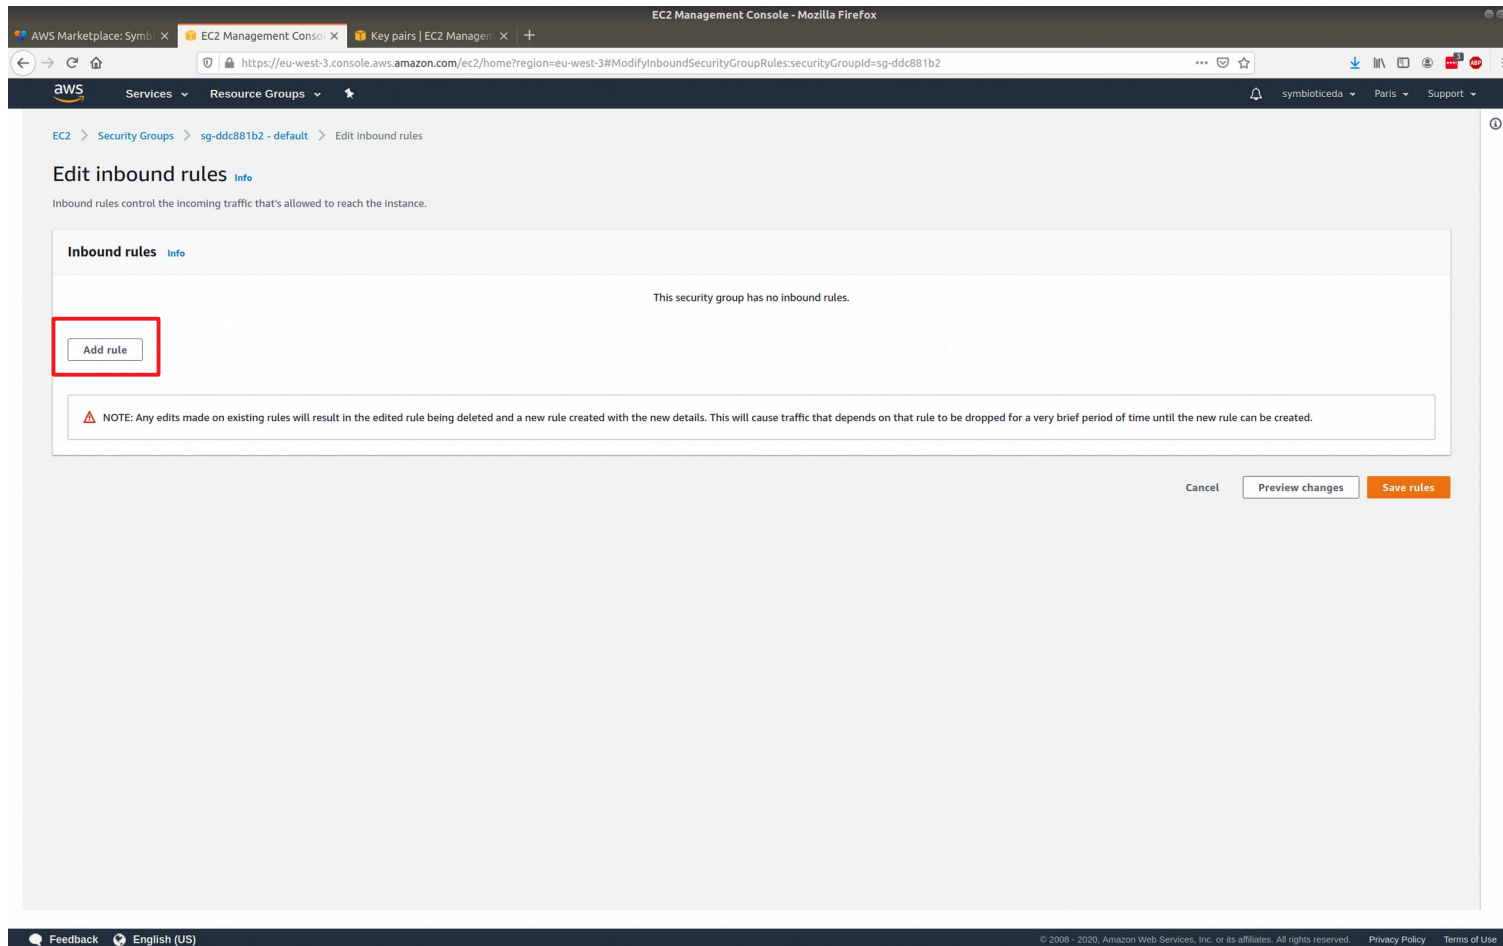 EC2 Management Console - Mozilla Firefox
AWS Marketplace: Symbi
EC2 Management Consol
Key pairs | EC2 Managem
https://eu-west-3.console.aws.amazon.com/ec2/home?region=eu-west-3#ModifyInboundSecurityGroupRules:securityGroupId=sg-ddc881b2
3
ABP
aws
Services
Resource Groups
symbioticeda
Paris
Support
EC2 > Security Groups > sg-ddc881b2 - default > Edit inbound rules
Edit inbound rules Info
Inbound rules control the incoming traffic that's allowed to reach the instance.
Inbound rules Info
This security group has no inbound rules.
Add rule
NOTE: Any edits made on existing rules will result in the edited rule being deleted and a new rule created with the new details. This will cause traffic that depends on that rule to be dropped for a very brief period of time until the new rule can be created.
Cancel
Preview changes
Save rules
Feedback
English (US)
© 2008 - 2020, Amazon Web Services, Inc. or its affiliates. All rights reserved.
Privacy Policy
Terms of Use